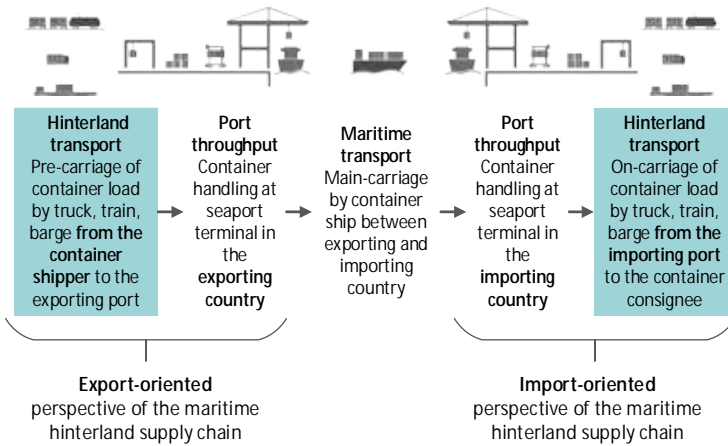 Hinterland
transport
Pre-carriage of
container load
by truck, train,
barge from the
container
shipper to the
exporting port
Port
throughput
Container
handling at
seaport
terminal in
the
exporting
country
Maritime
transport
Main-carriage
by container
ship between
exporting and
importing
country
Port
throughput
Container
handling at
seaport
terminal in
the
importing
country
Hinterland
transport
On-carriage of
container load
by truck, train,
barge from the
importing port
to the container
consignee
Export-oriented
perspective of the maritime
hinterland supply chain
Import-oriented
perspective of the maritime
hinterland supply chain